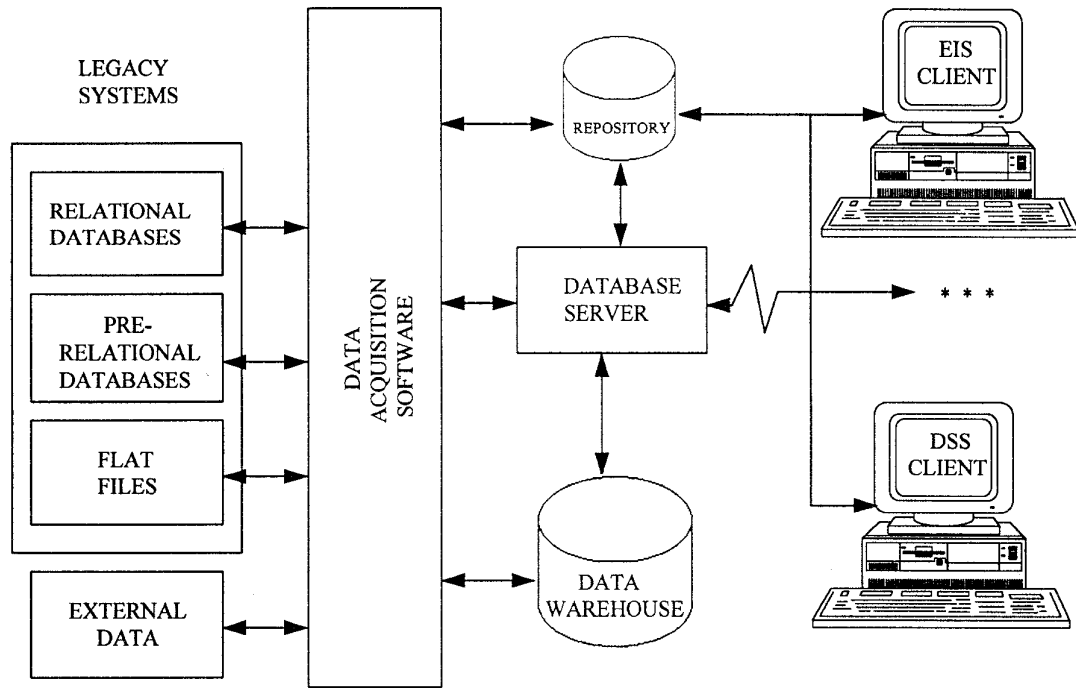 LEGACY
SYSTEMS
RELATIONAL
DATABASES
PRE-
RELATIONAL
DATABASES
FLAT
FILES
EXTERNAL
DATA
DATA
ACQUISITION
SOFTWARE
REPOSITORY
DATABASE
SERVER
DATA
WAREHOUSE
EIS
CLIENT
* * *
DSS
CLIENT